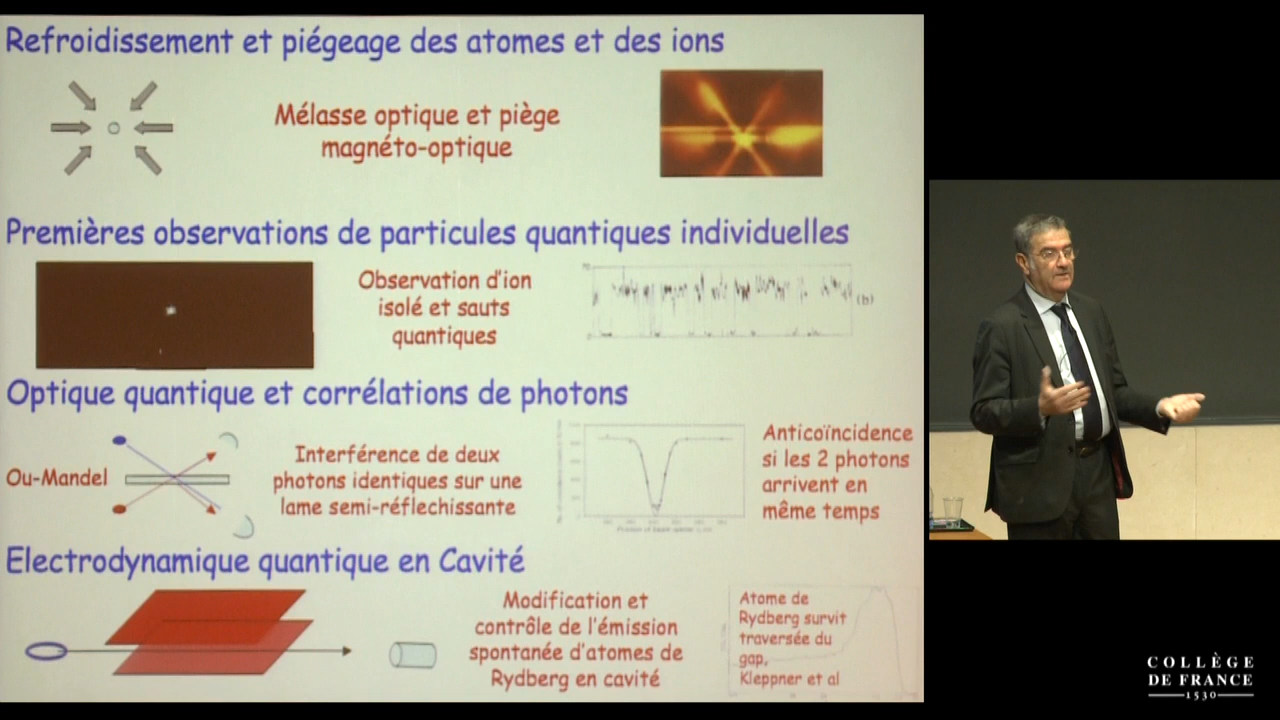 Refroidissement et piégeage des atomes et des ions
Mélasse optique et piège
magnéto-optique
Premières observations de particules quantiques individuelles
Observation d'ion
isolé et sauts
quantiques
(b)
Optique quantique et corrélations de photons
Ou-Mandel
Interférence de deux
photons identiques sur une
lame semi-réflechissante
Anticoïncidence
si les 2 photons
arrivent en
même temps
Electrodynamique quantique en Cavité
Modification et
contrôle de l'émission
spontanée d'atomes de
Rydberg en cavité
Atome de
Rydberg survit
traversée du
gap,
Kleppner et al
COLLÈGE
DE FRANCE
1530